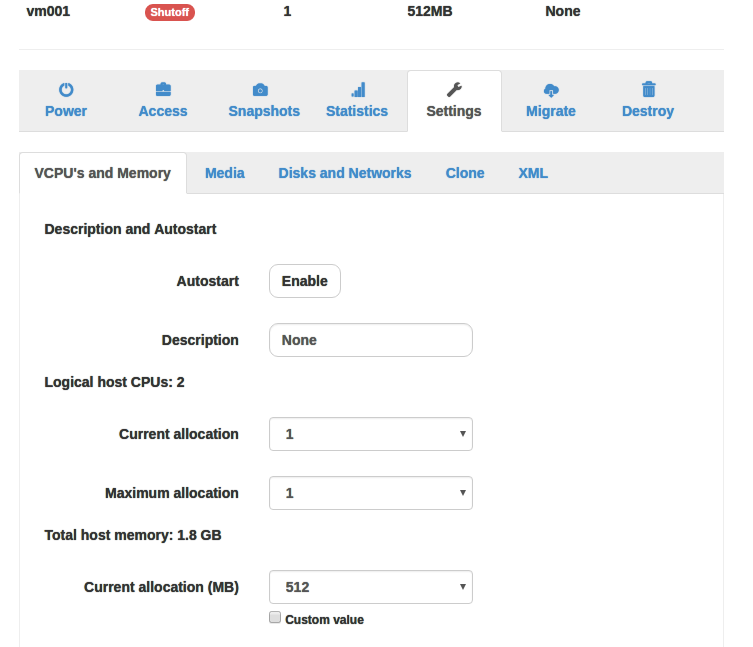 vm001 Shutoff 1 512MB None
Power Access Snapshots Statistics Settings Migrate Destroy
VCPU's and Memory Media Disks and Networks Clone XML
Description and Autostart
Autostart Enable
Description None
Logical host CPUs: 2
Current allocation 1
Maximum allocation 1
Total host memory: 1.8 GB
Current allocation (MB) 512
Custom value